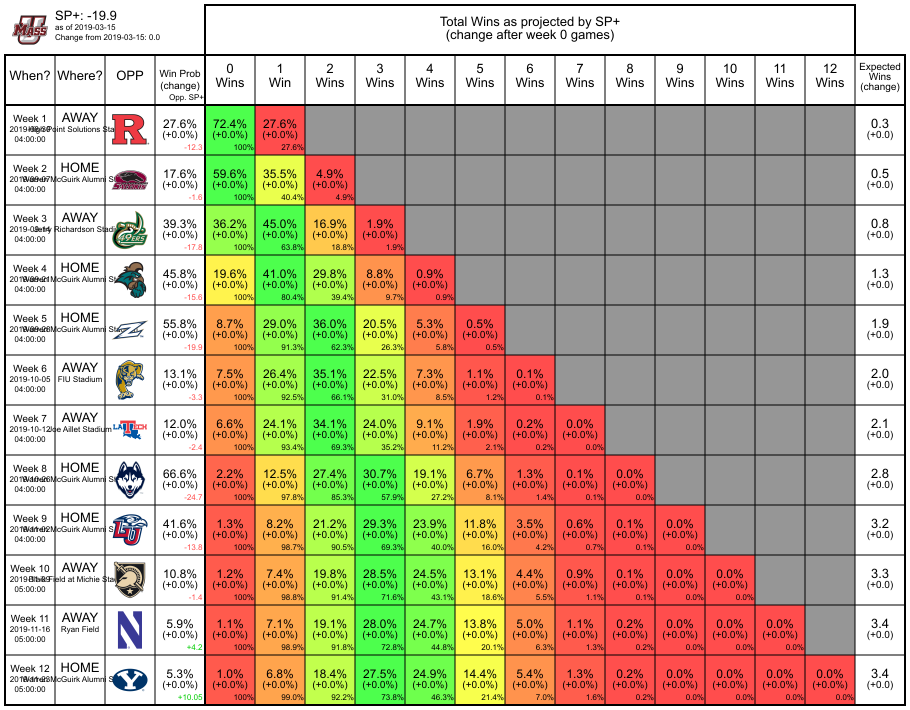 SP+: -19.9
as of 2019-03-15
Change from 2019-03-15: 0.0
MASS
Total Wins as projected by SP+
(change after week 0 games)
When? Where? OPP Win Prob (change) Opp. SP+ 0 Wins 1 Win 2 Wins 3 Wins 4 Wins 5 Wins 6 Wins 7 Wins 8 Wins 9 Wins 10 Wins 11 Wins 12 Wins Expected Wins (change)
Week 1 AWAY R 27.6% 72.4% 27.6% 0.3
(+0.0%) (+0.0%) (+0.0%) (+0.0)
04:00:00 -12.3 100% 27.6%
Week 2 HOME 17.6% 59.6% 35.5% 4.9% 0.5
(+0.0%) (+0.0%) (+0.0%) (+0.0%) (+0.0)
04:00:00 -1.6 100% 40.4% 4.9%
Week 3 AWAY 39.3% 36.2% 45.0% 16.9% 1.9% 0.8
(+0.0%) (+0.0%) (+0.0%) (+0.0%) (+0.0%) (+0.0)
04:00:00 49ERS -17.8 100% 63.8% 18.8% 1.9%
Week 4 HOME 45.8% 19.6% 41.0% 29.8% 8.8% 0.9% 1.3
(+0.0%) (+0.0%) (+0.0%) (+0.0%) (+0.0%) (+0.0%) (+0.0)
04:00:00 -15.6 100% 80.4% 39.4% 9.7% 0.9%
Week 5 HOME Z 55.8% 8.7% 29.0% 36.0% 20.5% 5.3% 0.5% 1.9
(+0.0%) (+0.0%) (+0.0%) (+0.0%) (+0.0%) (+0.0%) (+0.0%) (+0.0)
04:00:00 -19.9 100% 91.3% 62.3% 26.3% 5.8% 0.5%
Week 6 AWAY 13.1% 7.5% 26.4% 35.1% 22.5% 7.3% 1.1% 0.1% 2.0
2019-10-05 FIU Stadium (+0.0%) (+0.0%) (+0.0%) (+0.0%) (+0.0%) (+0.0%) (+0.0%) (+0.0%) (+0.0)
04:00:00 -3.3 100% 92.5% 66.1% 31.0% 8.5% 1.2% 0.1%
Week 7 AWAY LA TECH 12.0% 6.6% 24.1% 34.1% 24.0% 9.1% 1.9% 0.2% 0.0% 2.1
(+0.0%) (+0.0%) (+0.0%) (+0.0%) (+0.0%) (+0.0%) (+0.0%) (+0.0%) (+0.0%) (+0.0)
04:00:00 -2.4 100% 93.4% 69.3% 35.2% 11.2% 2.1% 0.2% 0.0%
Week 8 HOME 66.6% 2.2% 12.5% 27.4% 30.7% 19.1% 6.7% 1.3% 0.1% 0.0% 2.8
(+0.0%) (+0.0%) (+0.0%) (+0.0%) (+0.0%) (+0.0%) (+0.0%) (+0.0%) (+0.0%) (+0.0%) (+0.0)
04:00:00 -24.7 100% 97.8% 85.3% 57.9% 27.2% 8.1% 1.4% 0.1% 0.0%
Week 9 HOME LU 41.6% 1.3% 8.2% 21.2% 29.3% 23.9% 11.8% 3.5% 0.6% 0.1% 0.0% 3.2
(+0.0%) (+0.0%) (+0.0%) (+0.0%) (+0.0%) (+0.0%) (+0.0%) (+0.0%) (+0.0%) (+0.0%) (+0.0%) (+0.0)
04:00:00 -13.8 100% 98.7% 90.5% 69.3% 40.0% 16.0% 4.2% 0.7% 0.1% 0.0%
Week 10 AWAY 10.8% 1.2% 7.4% 19.8% 28.5% 24.5% 13.1% 4.4% 0.9% 0.1% 0.0% 0.0% 3.3
(+0.0%) (+0.0%) (+0.0%) (+0.0%) (+0.0%) (+0.0%) (+0.0%) (+0.0%) (+0.0%) (+0.0%) (+0.0%) (+0.0%) (+0.0)
05:00:00 -1.4 100% 98.8% 91.4% 71.6% 43.1% 18.6% 5.5% 1.1% 0.1% 0.0% 0.0%
Week 11 AWAY N 5.9% 1.1% 7.1% 19.1% 28.0% 24.7% 13.8% 5.0% 1.1% 0.2% 0.0% 0.0% 0.0% 3.4
2019-11-16 Ryan Field (+0.0%) (+0.0%) (+0.0%) (+0.0%) (+0.0%) (+0.0%) (+0.0%) (+0.0%) (+0.0%) (+0.0%) (+0.0%) (+0.0%) (+0.0%) (+0.0)
05:00:00 +4.2 100% 98.9% 91.8% 72.8% 44.8% 20.1% 6.3% 1.3% 0.2% 0.0% 0.0% 0.0%
Week 12 HOME Y 5.3% 1.0% 6.8% 18.4% 27.5% 24.9% 14.4% 5.4% 1.3% 0.2% 0.0% 0.0% 0.0% 0.0% 3.4
(+0.0%) (+0.0%) (+0.0%) (+0.0%) (+0.0%) (+0.0%) (+0.0%) (+0.0%) (+0.0%) (+0.0%) (+0.0%) (+0.0%) (+0.0%) (+0.0%) (+0.0)
05:00:00 +10.05 100% 99.0% 92.2% 73.8% 46.3% 21.4% 7.0% 1.6% 0.2% 0.0% 0.0% 0.0% 0.0%